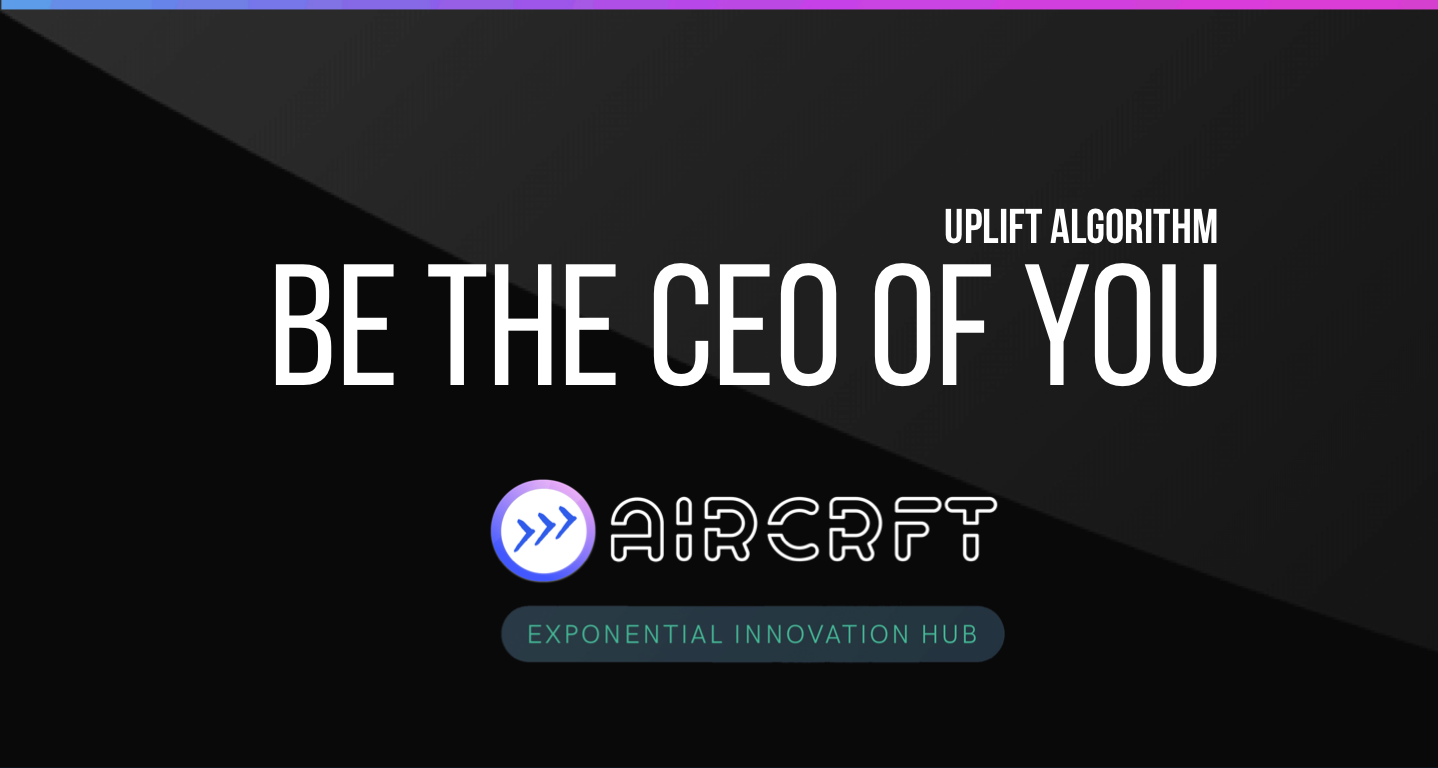 UPLIFT ALGORITHM
BE THE CEO OF YOU
AIRCRFT
EXPONENTIAL INNOVATION HUB